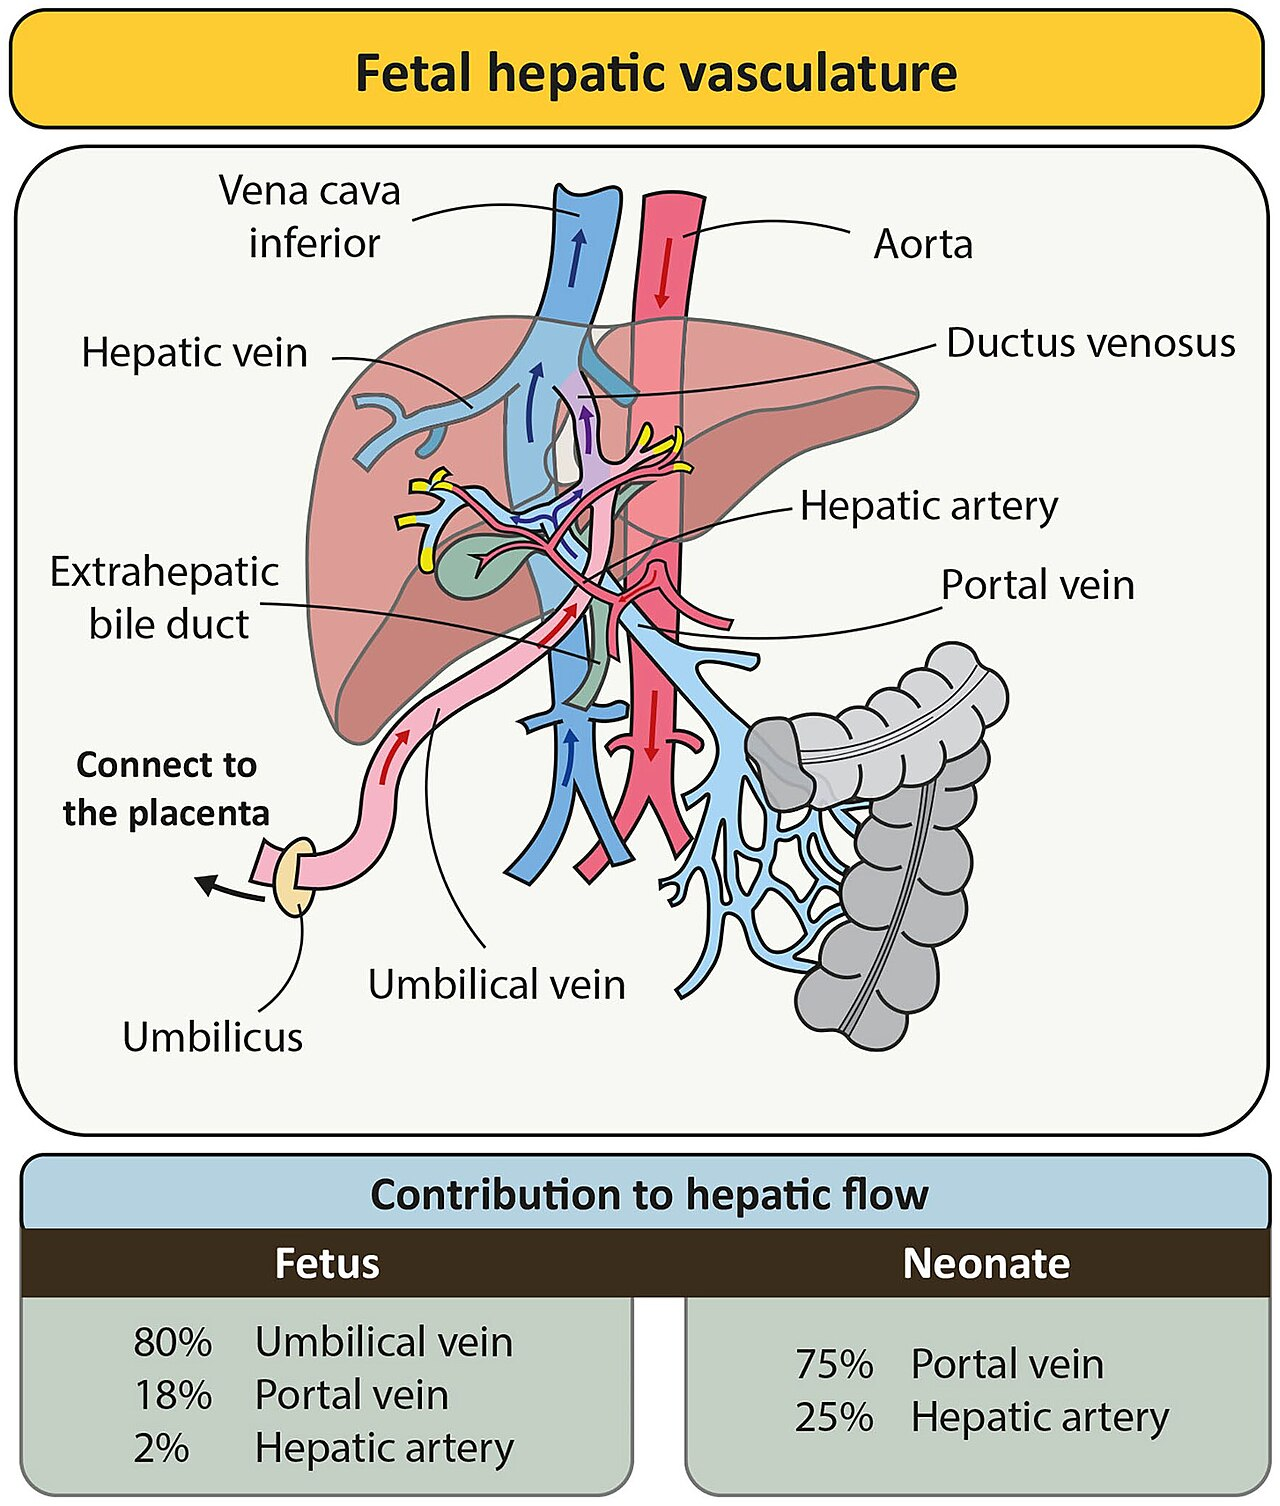 Fetal hepatic vasculature
Vena cava
inferior
Aorta
Hepatic vein
Ductus venosus
Hepatic artery
Extrahepatic
bile duct
Portal vein
Connect to
the placenta
Umbilical vein
Umbilicus
Contribution to hepatic flow
Fetus
Neonate
80% Umbilical vein
18% Portal vein
2% Hepatic artery
75% Portal vein
25% Hepatic artery